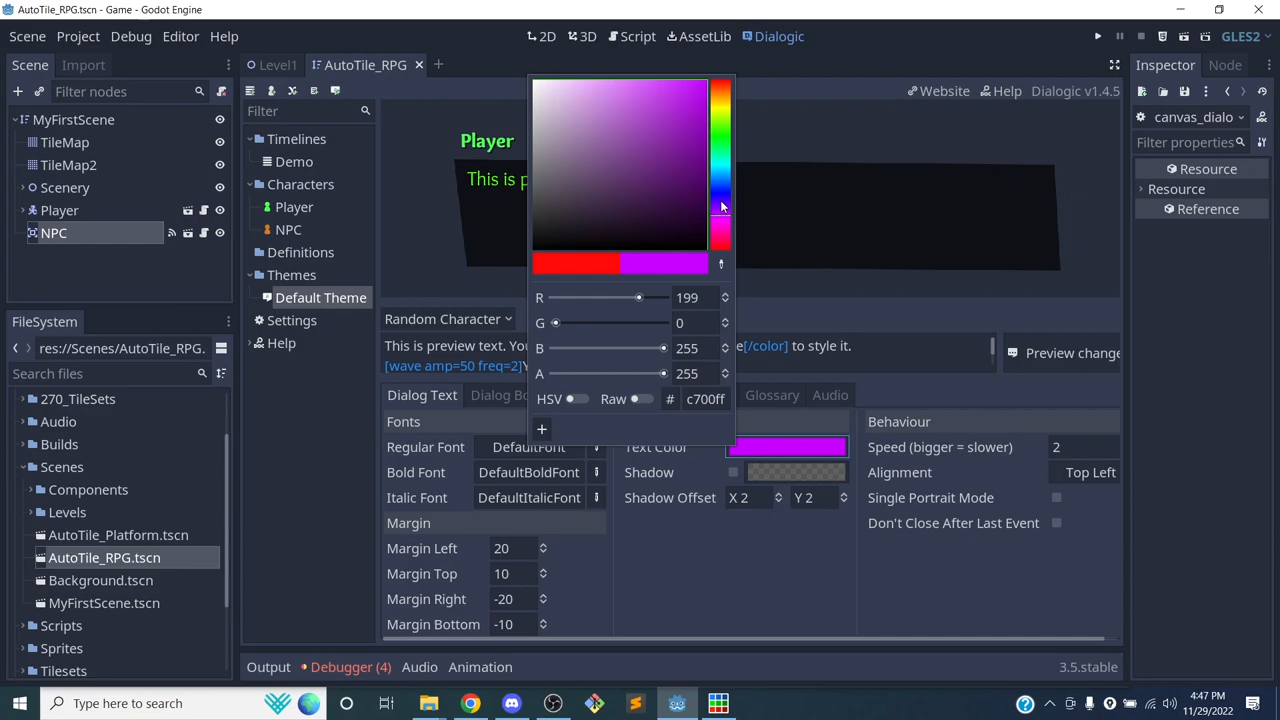 AutoTile_RPG.tscn - Game - Godot Engine
Scene Project Debug Editor Help
2D 3D Script AssetLib Dialogic
GLES2
Scene Import
Level1 AutoTile_RPG
Inspector Node
Filter nodes
Filter
Website Help Dialogic v1.4.5
MyFirstScene
TileMap
TileMap2
Scenery
Player
NPC
Timelines
Demo
Characters
Player
NPC
Definitions
Themes
Default Theme
Settings
Help
Player
This is p
canvas_dialo
Filter properties
Resource
Resource
Reference
R 199
G 0
B 255
A 255
HSV Raw # c700ff
Random Character
This is preview text. You
e[/color] to style it.
[wave amp=50 freq=2]Y
Preview change
Dialog Text Dialog Bo
Glossary Audio
Fonts
Regular Font DefaultFont
Bold Font DefaultBoldFont
Italic Font DefaultItalicFont
Margin
Margin Left 20
Margin Top 10
Margin Right -20
Margin Bottom -10
Text Color
Shadow
Shadow Offset X 2 Y 2
Behaviour
Speed (bigger = slower) 2
Alignment Top Left
Single Portrait Mode
Don't Close After Last Event
FileSystem
res://Scenes/AutoTile_RPG.
Search files
270_TileSets
Audio
Builds
Scenes
Components
Levels
AutoTile_Platform.tscn
AutoTile_RPG.tscn
Background.tscn
MyFirstScene.tscn
Scripts
Sprites
Tilesets
Output Debugger (4) Audio Animation
3.5.stable
Type here to search
4:47 PM
11/29/2022